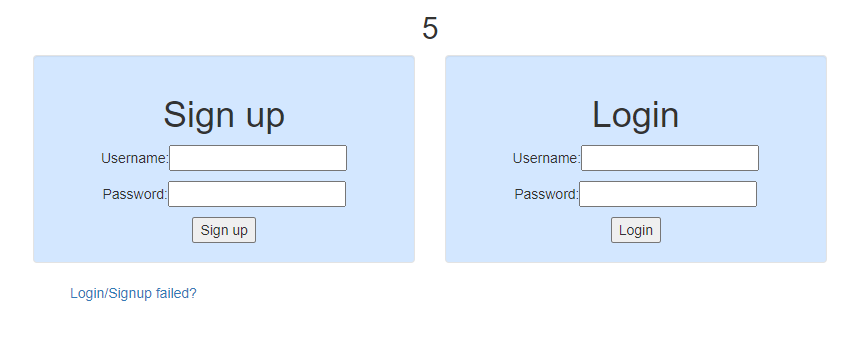 5
Sign up
Username:
Password:
Sign up
Login
Username:
Password:
Login
Login/Signup failed?